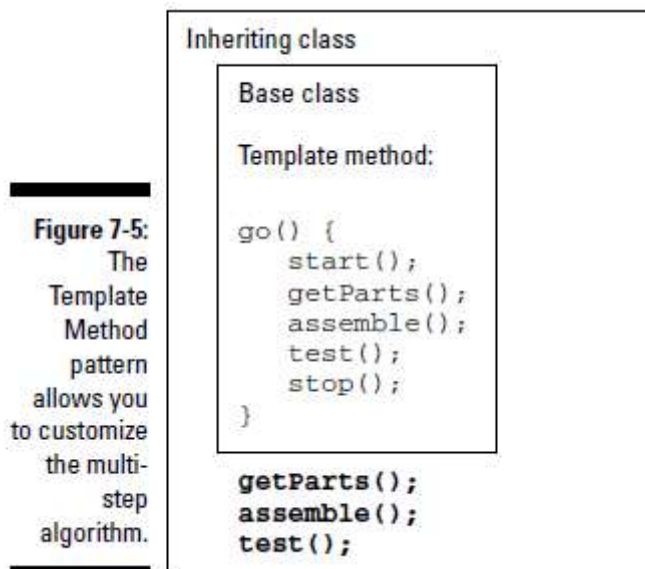 Inheriting class
Base class
Template method:
go() {
start();
getParts();
assemble();
test();
stop();
}
getParts();
assemble();
test();
Figure 7-5:
The
Template
Method
pattern
allows you
to customize
the multi-
step
algorithm.